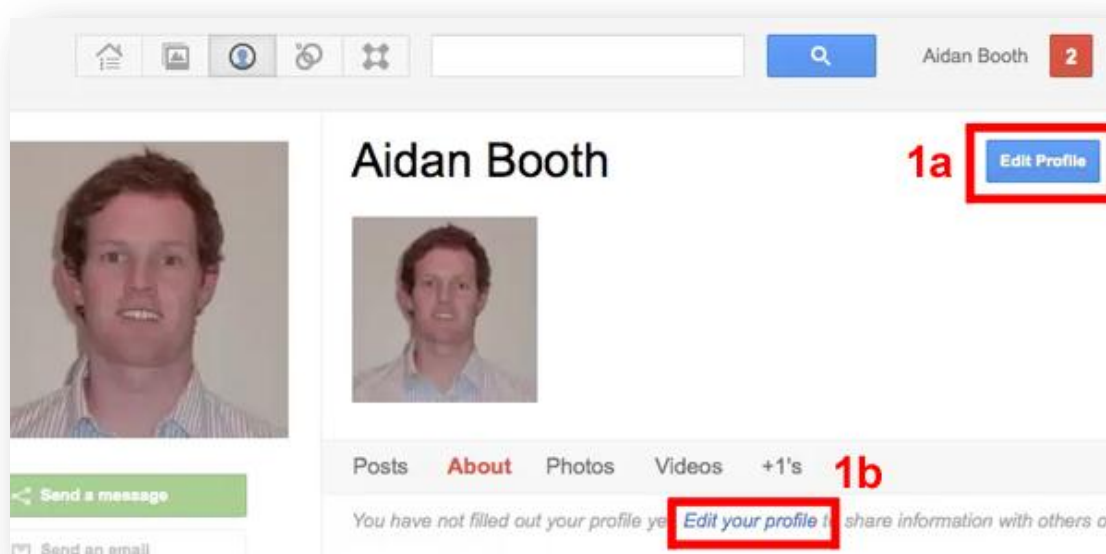 Aidan Booth 2
Aidan Booth
1a
Edit Profile
Posts About Photos Videos +1's
1b
Send a message
You have not filled out your profile Edit your profile share information with others
Send an email